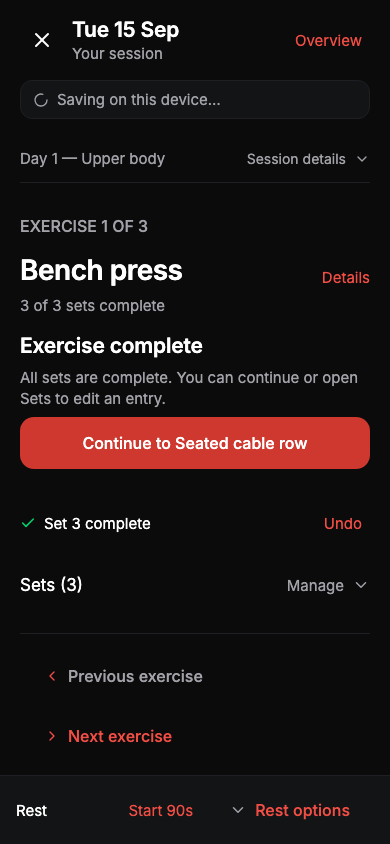 Tue 15 Sep
Your session
Overview
Saving on this device...
Day 1 — Upper body
Session details
EXERCISE 1 OF 3
Bench press
Details
3 of 3 sets complete
Exercise complete
All sets are complete. You can continue or open
Sets to edit an entry.
Continue to Seated cable row
Set 3 complete
Undo
Sets (3)
Manage
Previous exercise
Next exercise
Rest
Start 90s
Rest options